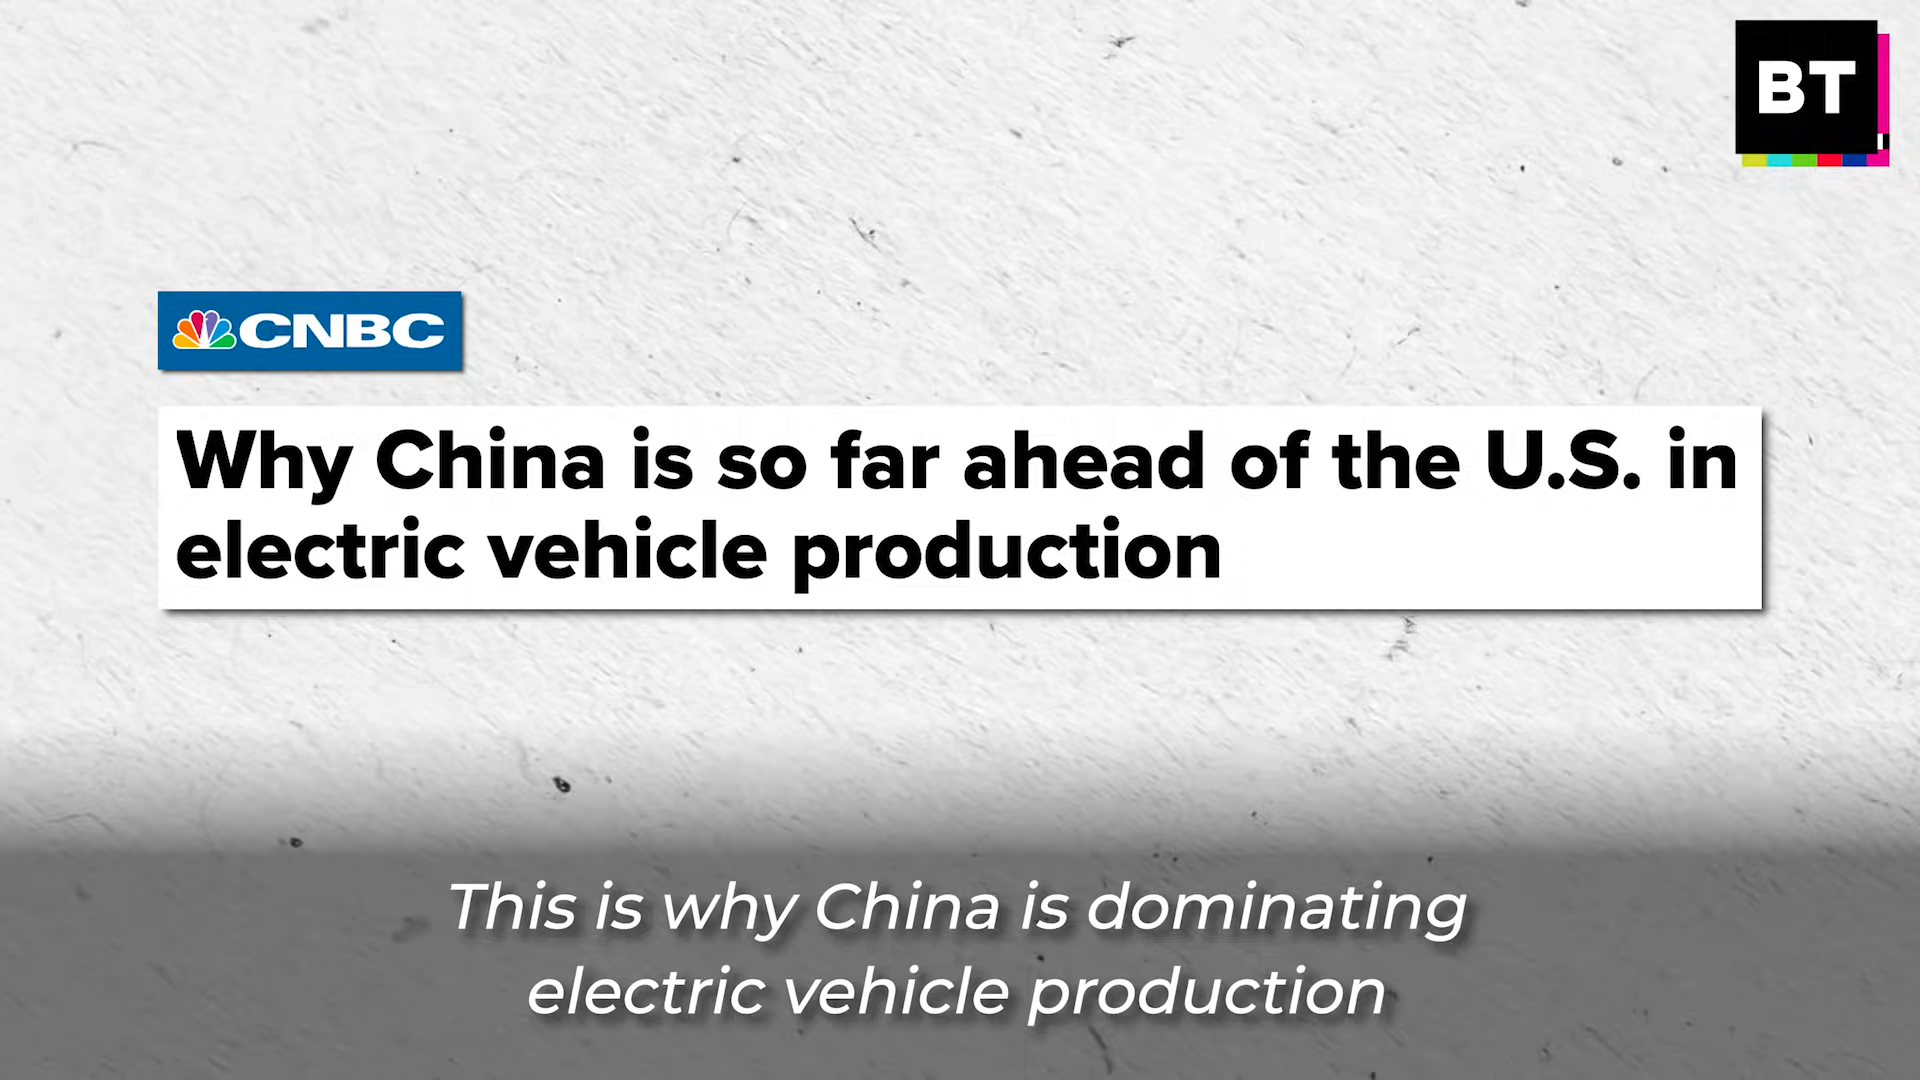 BT
CNBC
Why China is so far ahead of the U.S. in
electric vehicle production
This is why China is dominating
electric vehicle production